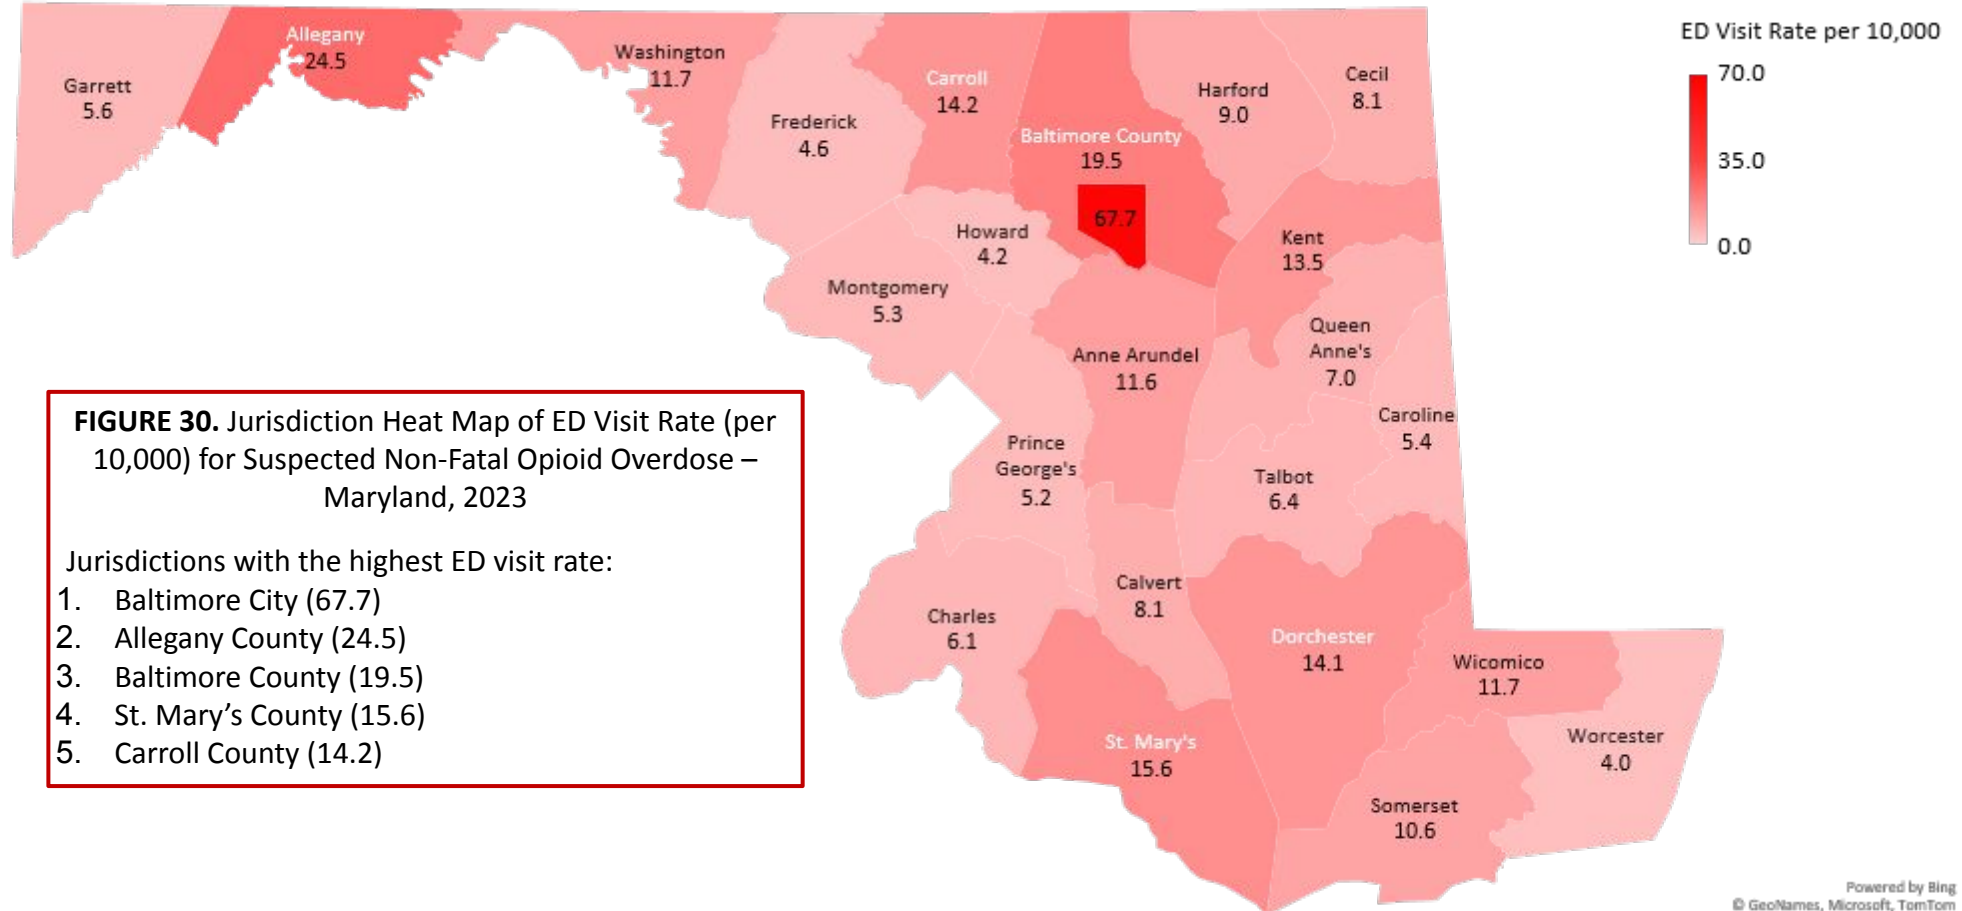 Garrett
5.6
Allegany
24.5
Washington
11.7
Frederick
4.6
Carroll
14.2
Baltimore County
19.5
67.7
Harford
9.0
Cecil
8.1
ED Visit Rate per 10,000
70.0
35.0
0.0
Howard
4.2
Montgomery
5.3
Kent
13.5
Anne Arundel
11.6
Queen
Anne's
7.0
Caroline
5.4
Prince
George's
5.2
Talbot
6.4
FIGURE 30. Jurisdiction Heat Map of ED Visit Rate (per
10,000) for Suspected Non-Fatal Opioid Overdose –
Maryland, 2023
Jurisdictions with the highest ED visit rate:
1. Baltimore City (67.7)
2. Allegany County (24.5)
3. Baltimore County (19.5)
4. St. Mary’s County (15.6)
5. Carroll County (14.2)
Charles
6.1
Calvert
8.1
Dorchester
14.1
Wicomico
11.7
St. Mary's
15.6
Worcester
4.0
Somerset
10.6
Powered by Bing
© GeoNames, Microsoft, TomTom